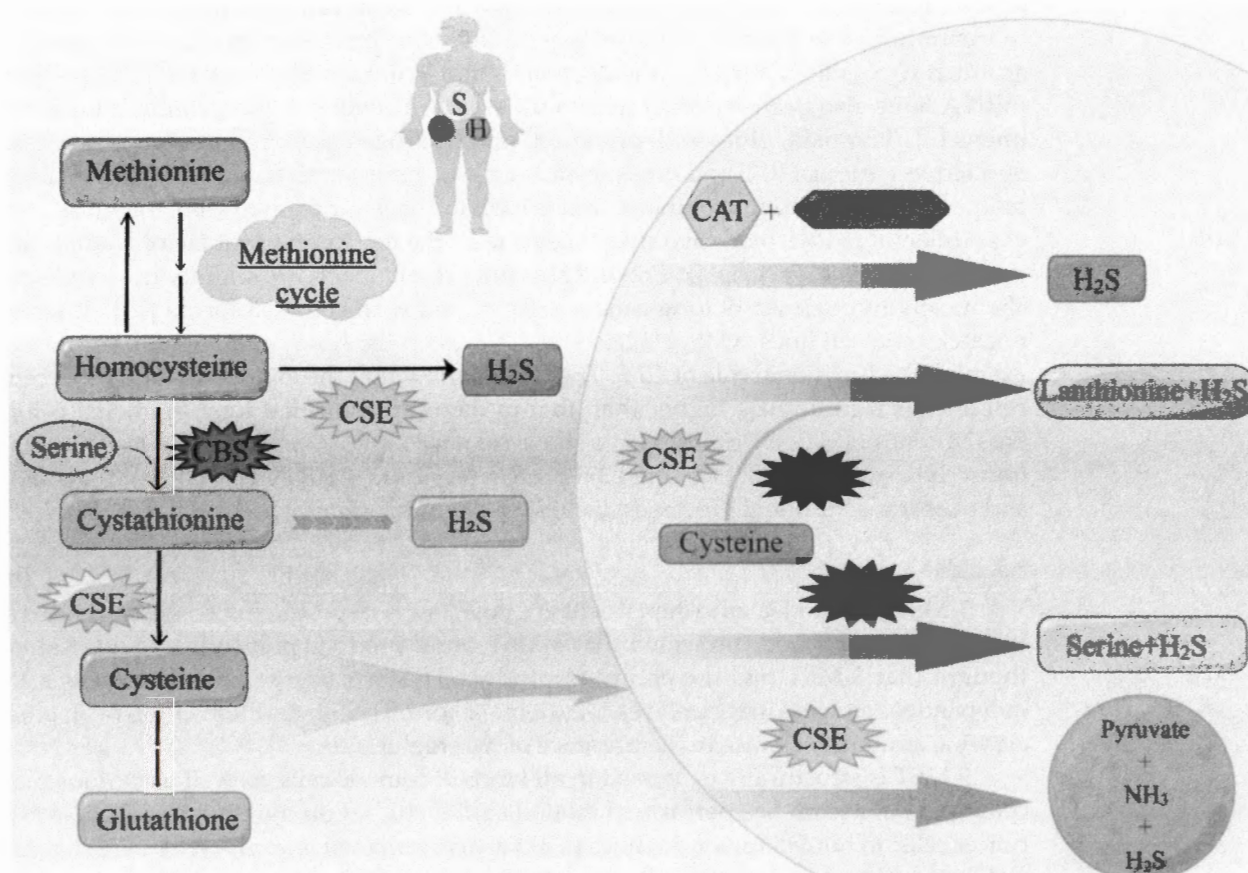 S
H
Methionine
Methionine
cycle
Homocysteine
H₂S
CSE
Serine
CBS
Cystathionine
H₂S
CSE
Cysteine
Glutathione
CAT +
H₂S
Lanthionine+H₂S
CSE
Cysteine
Serine+H₂S
CSE
Pyruvate
+
NH₃
+
H₂S